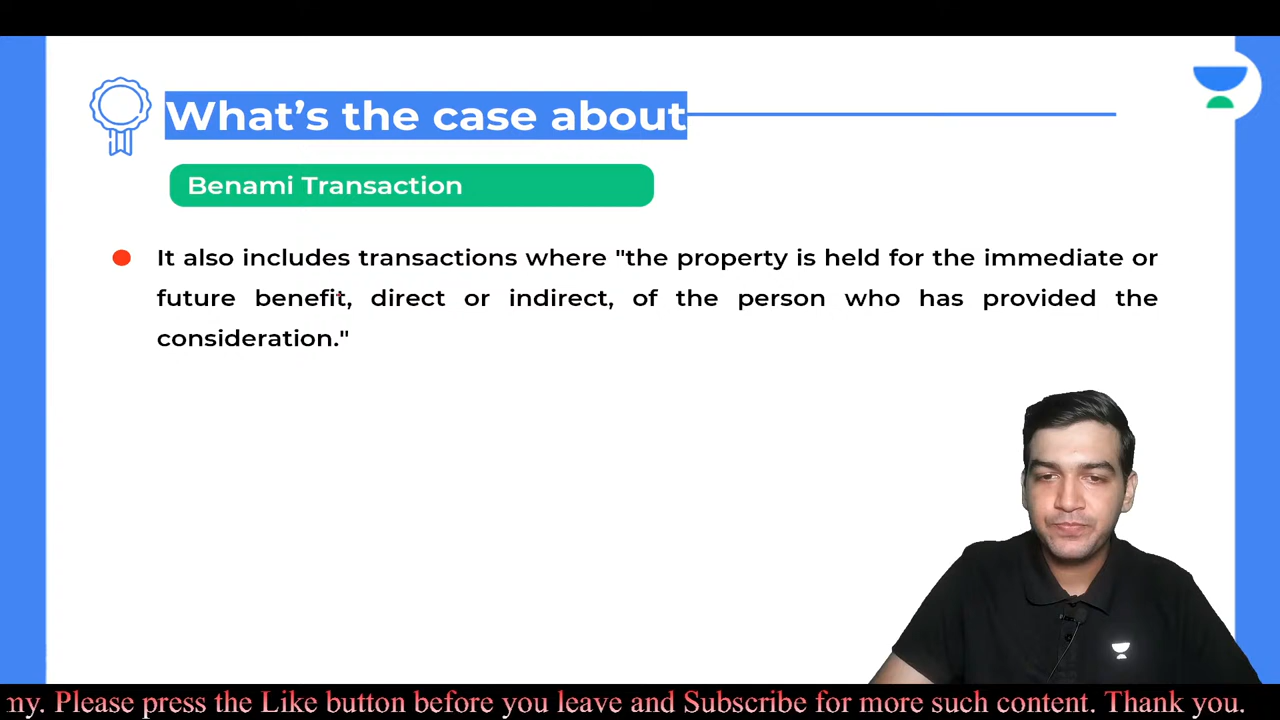 What's the case about
Benami Transaction
It also includes transactions where "the property is held for the immediate or
future benefit, direct or indirect, of the person who has provided the
consideration."
my. Please press the Like button before you leave and Subscribe for more such content. Thank you.